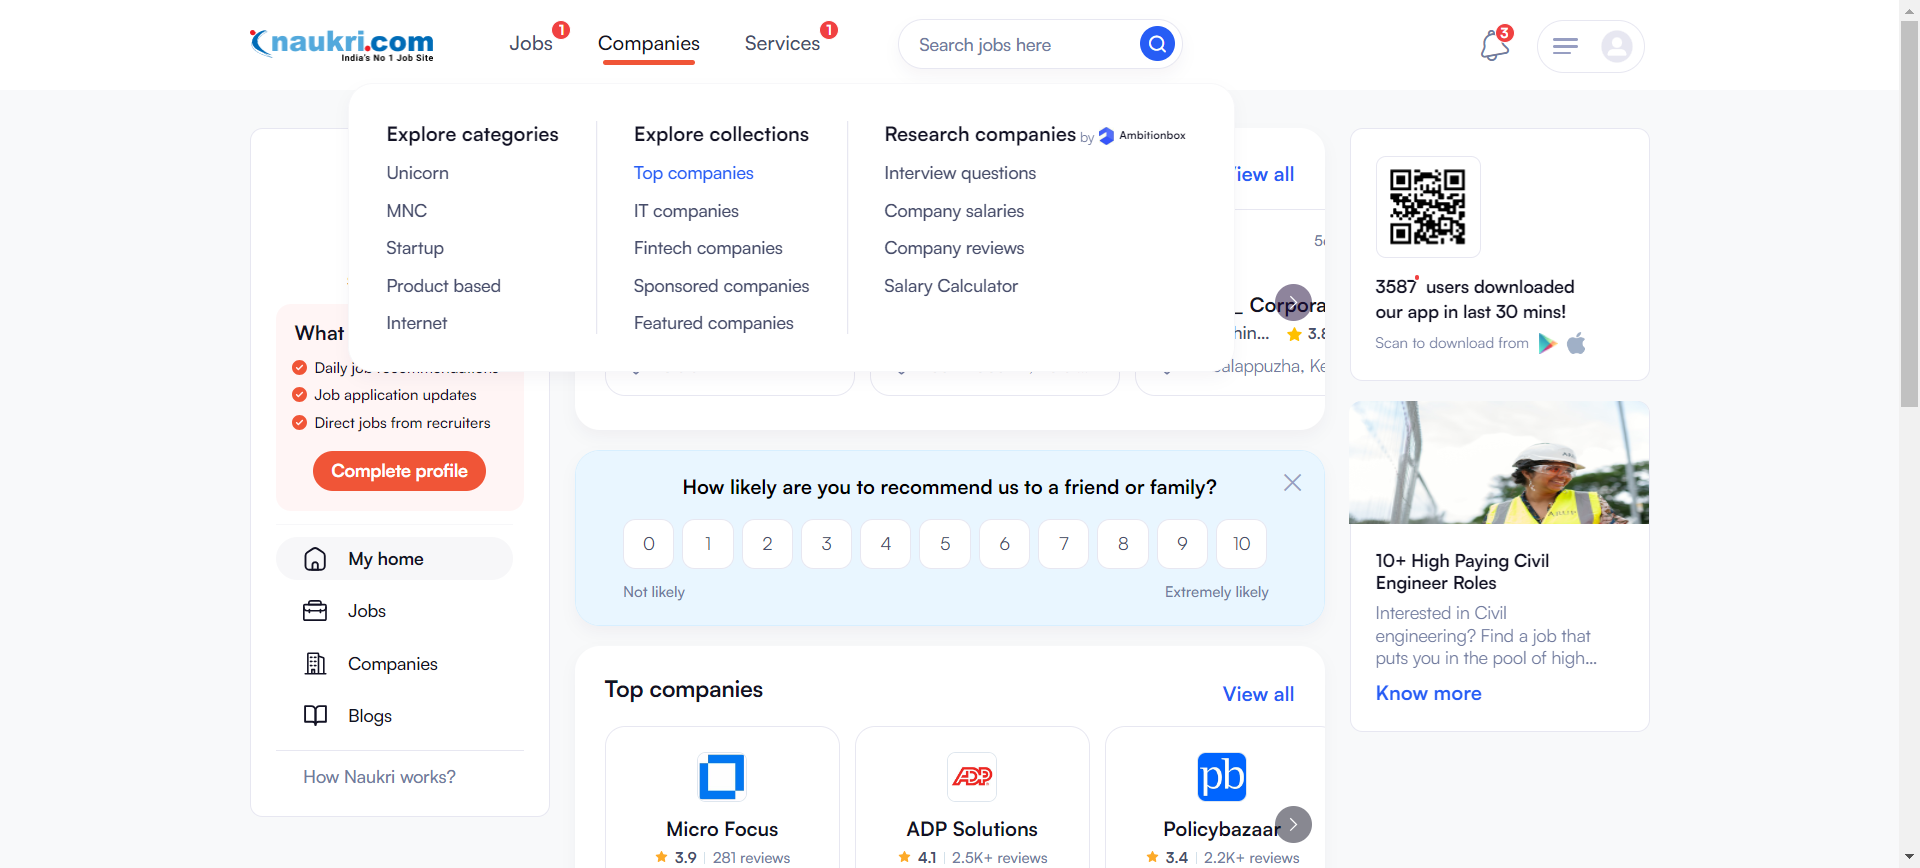 naukri.com
India's No 1 Job Site
Jobs
1
Companies
Services
1
Search jobs here
3
Explore categories
Unicorn
MNC
Startup
Product based
Internet
Explore collections
Top companies
IT companies
Fintech companies
Sponsored companies
Featured companies
Research companies by Ambitionbox
Interview questions
Company salaries
Company reviews
Salary Calculator
View all
What
Daily job recommendations
Job application updates
Direct jobs from recruiters
Complete profile
My home
Jobs
Companies
Blogs
How Naukri works?
3.8
How likely are you to recommend us to a friend or family?
0 1 2 3 4 5 6 7 8 9 10
Not likely
Extremely likely
Top companies
View all
Micro Focus
3.9 | 281 reviews
ADP
ADP Solutions
4.1 | 2.5K+ reviews
pb
Policybazaar
3.4 | 2.2K+ reviews
3587 users downloaded
our app in last 30 mins!
Scan to download from
10+ High Paying Civil
Engineer Roles
Interested in Civil
engineering? Find a job that
puts you in the pool of high...
Know more